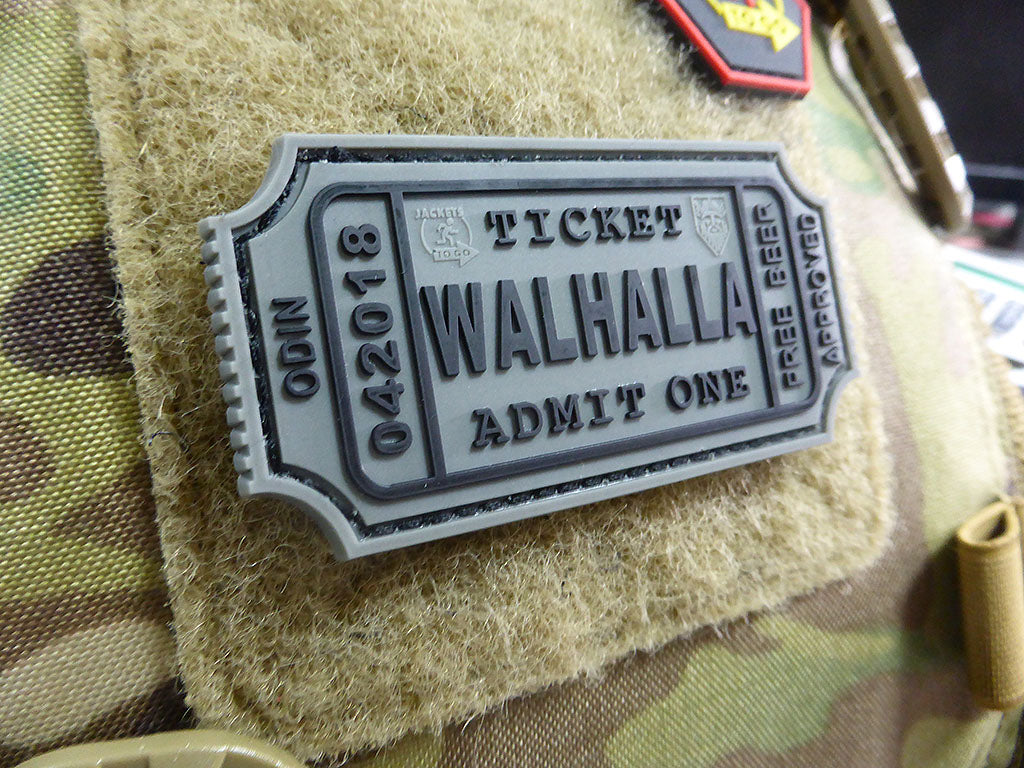 ODIN
042018
JACKETS
TO GO
TICKET
WALHALLA
ADMIT ONE
FREE BEER
APPROVED